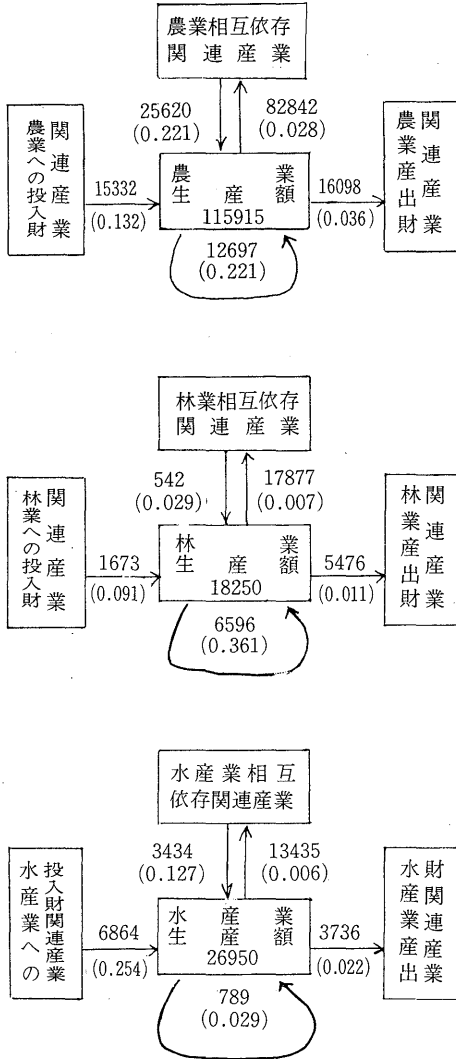 農業相互依存
関連産業
25620
(0.221)
82842
(0.028)
関連産業
農業への投入財
15332
(0.132)
農業
生産額
115915
16098
(0.036)
関連産業
農業産出財
12697
(0.221)
林業相互依存
関連産業
542
(0.029)
17877
(0.007)
関連産業
林業への投入財
1673
(0.091)
林業
生産額
18250
5476
(0.011)
関連産業
林業産出財
6596
(0.361)
水産業相互
依存関連産業
3434
(0.127)
13435
(0.006)
水産業への
投入財関連産業
6864
(0.254)
水産業
生産額
26950
3736
(0.022)
水産業産出
財関連産業
789
(0.029)